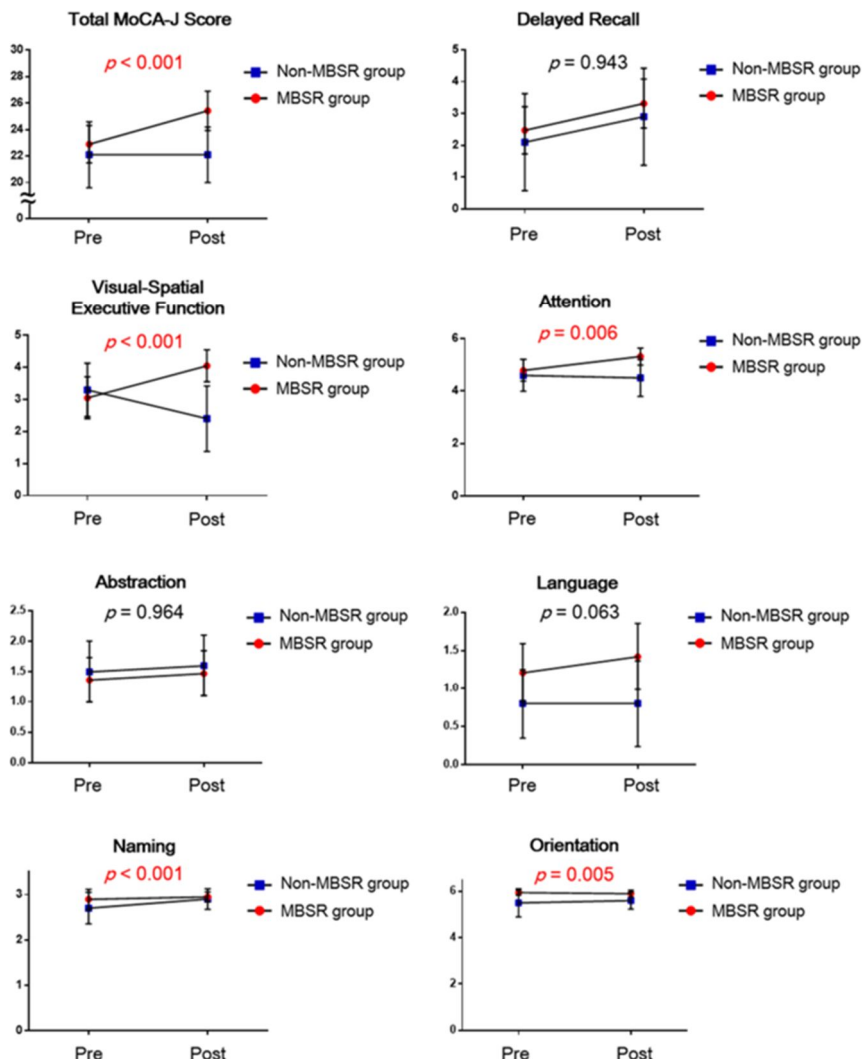 Total MoCA-J Score
30
28
26
24
22
20
0
p < 0.001
Non-MBSR group
MBSR group
Pre
Post
Delayed Recall
5
4
3
2
1
0
p = 0.943
Non-MBSR group
MBSR group
Pre
Post
Visual-Spatial
Executive Function
5
4
3
2
1
0
p < 0.001
Non-MBSR group
MBSR group
Pre
Post
Attention
6
4
2
0
p = 0.006
Non-MBSR group
MBSR group
Pre
Post
Abstraction
2.5
2.0
1.5
1.0
0.5
0.0
p = 0.964
Non-MBSR group
MBSR group
Pre
Post
Language
2.0
1.5
1.0
0.5
0.0
p = 0.063
Non-MBSR group
MBSR group
Pre
Post
Naming
3
2
1
0
p < 0.001
Non-MBSR group
MBSR group
Pre
Post
Orientation
6
4
2
0
p = 0.005
Non-MBSR group
MBSR group
Pre
Post